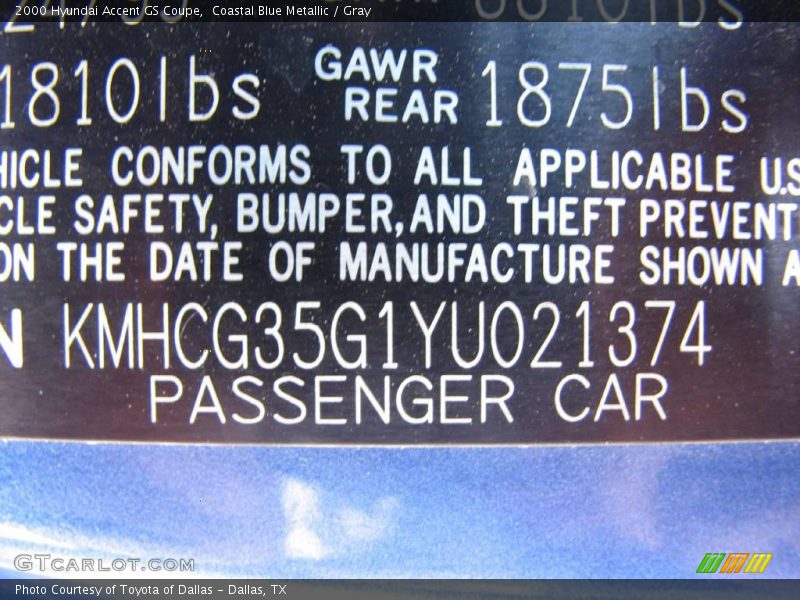 2000 Hyundai Accent GS Coupe,  Coastal Blue Metallic / Gray
1810lbs GAWR REAR 1875lbs
HICLE CONFORMS TO ALL APPLICABLE U.S
CLE SAFETY, BUMPER, AND THEFT PREVENT
ON THE DATE OF MANUFACTURE SHOWN A
N KMHCG35G1YU021374
PASSENGER CAR
GTCARLOT.COM
Photo Courtesy of Toyota of Dallas - Dallas, TX